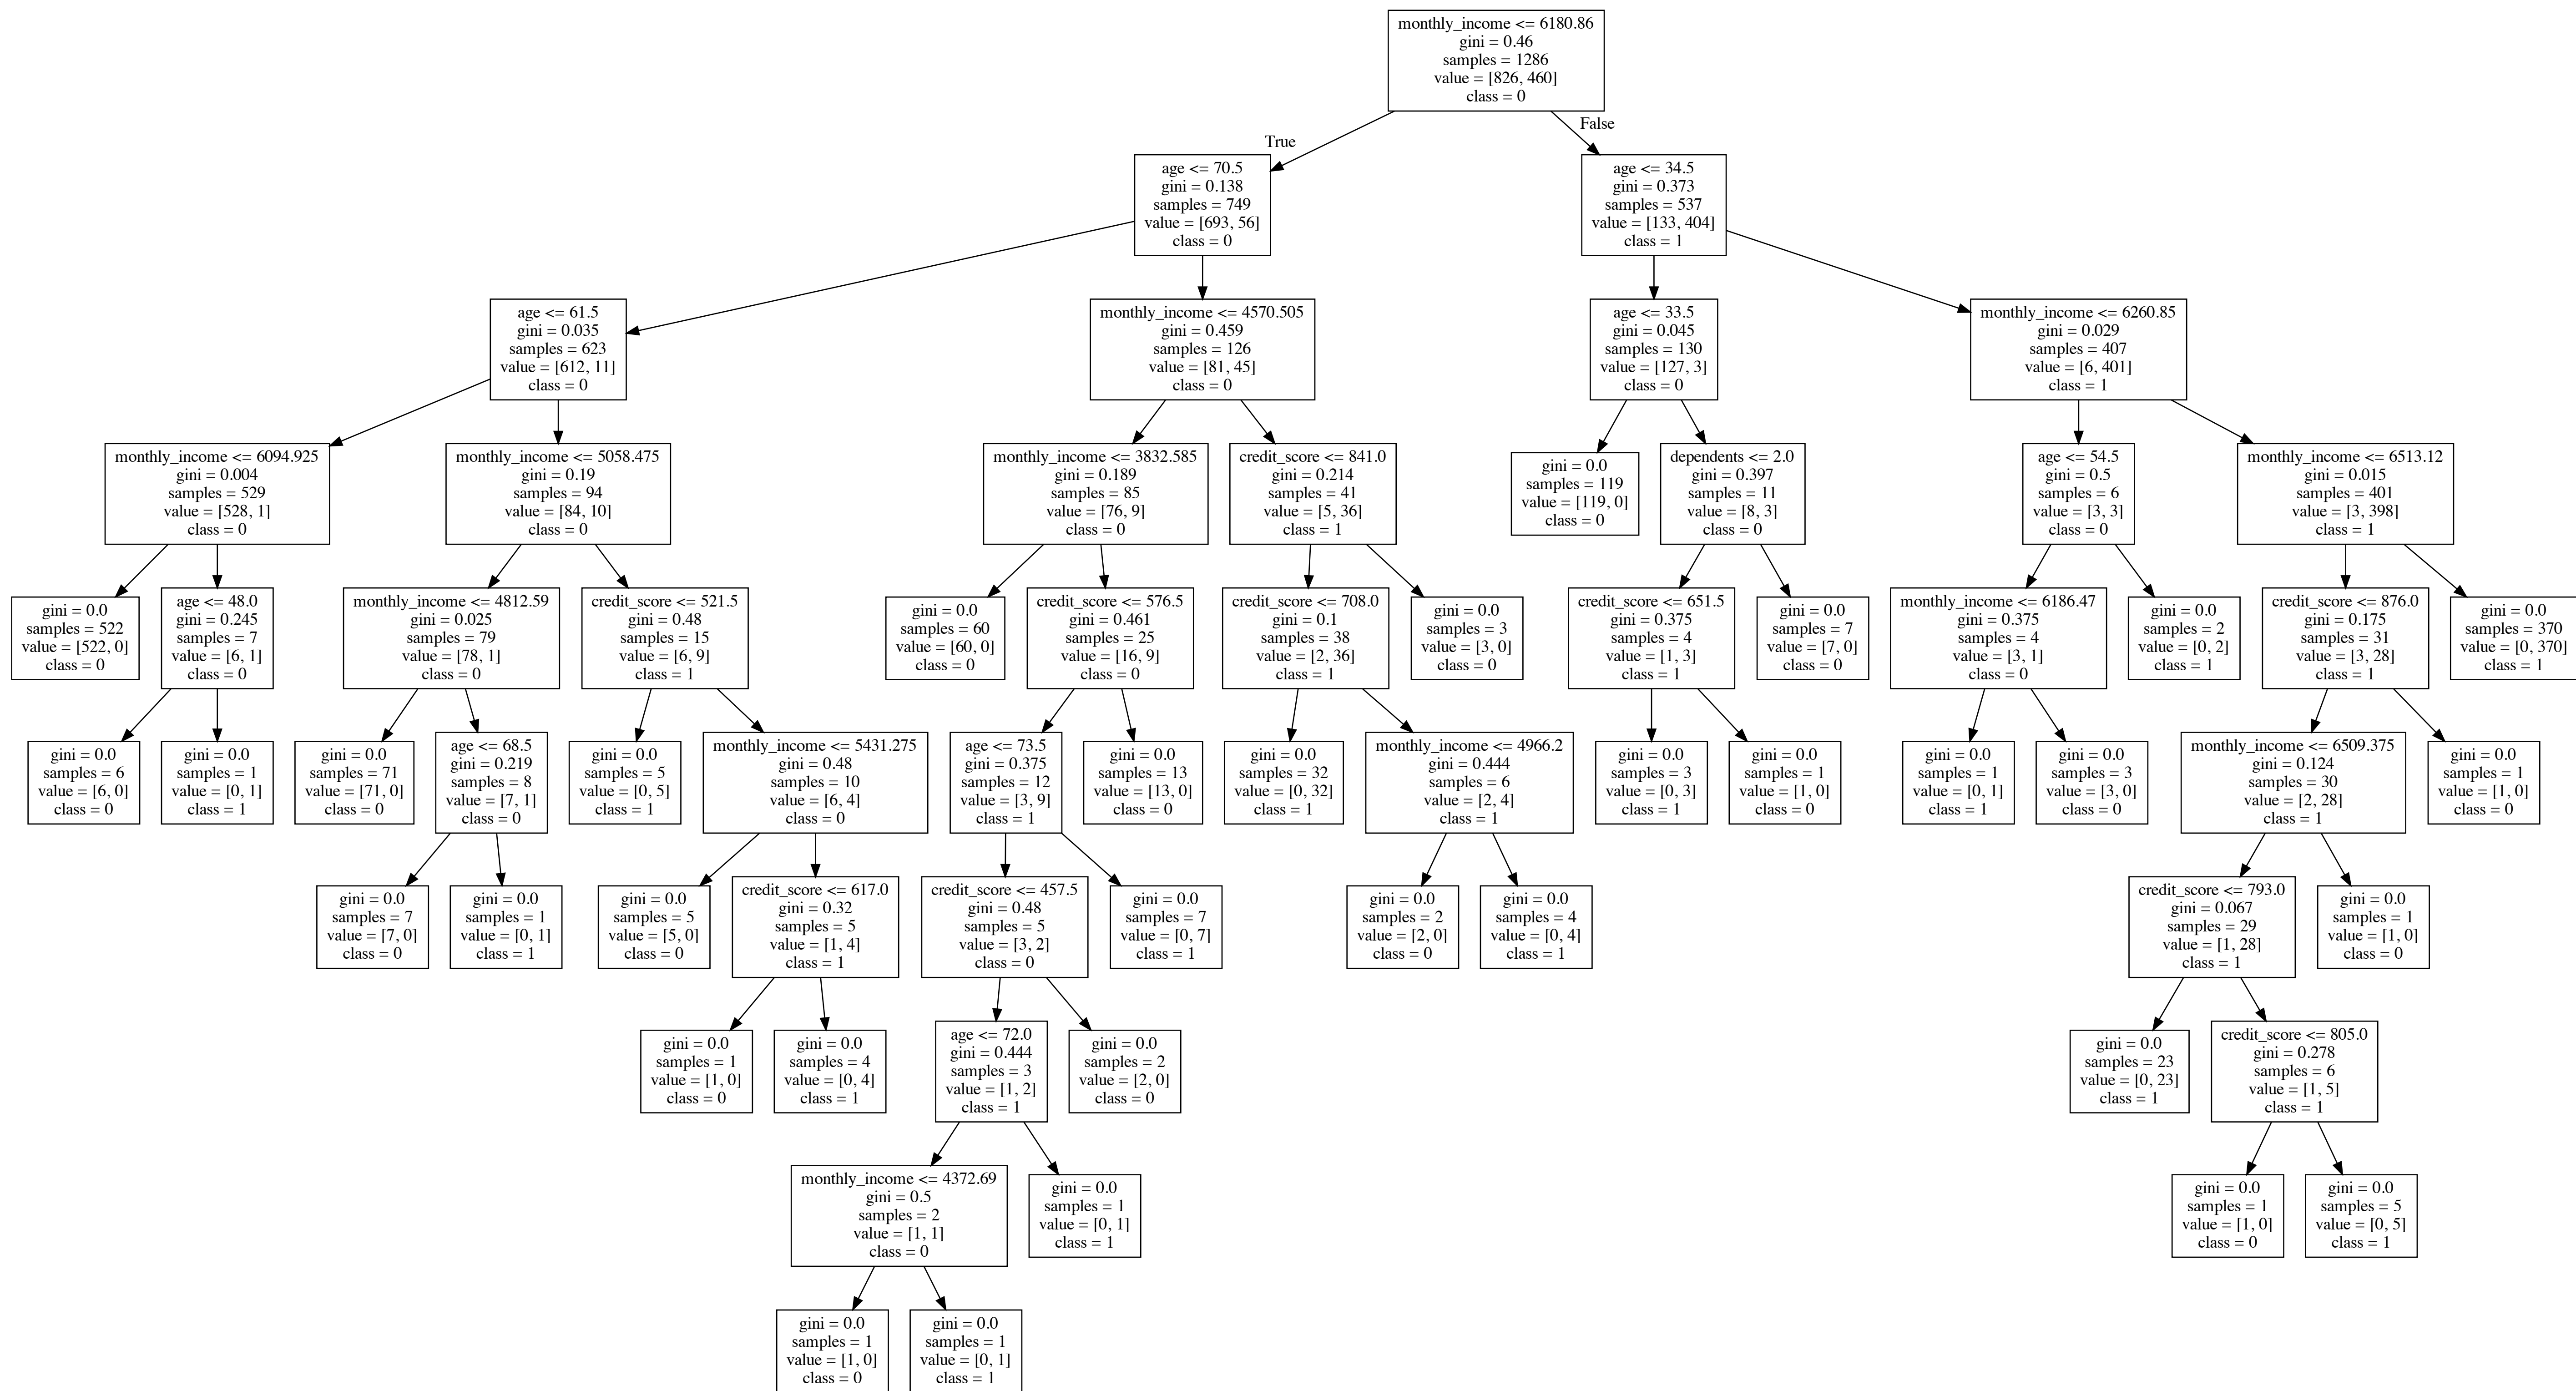 monthly_income <= 6180.86
gini = 0.46
samples = 1286
value = [826, 460]
class = 0
True
False
age <= 70.5
gini = 0.138
samples = 749
value = [693, 56]
class = 0
age <= 34.5
gini = 0.373
samples = 537
value = [133, 404]
class = 1
age <= 61.5
gini = 0.035
samples = 623
value = [612, 11]
class = 0
monthly_income <= 4570.505
gini = 0.459
samples = 126
value = [81, 45]
class = 0
age <= 33.5
gini = 0.045
samples = 130
value = [127, 3]
class = 0
monthly_income <= 6260.85
gini = 0.029
samples = 407
value = [6, 401]
class = 1
monthly_income <= 6094.925
gini = 0.004
samples = 529
value = [528, 1]
class = 0
monthly_income <= 5058.475
gini = 0.19
samples = 94
value = [84, 10]
class = 0
monthly_income <= 3832.585
gini = 0.189
samples = 85
value = [76, 9]
class = 0
credit_score <= 841.0
gini = 0.214
samples = 41
value = [5, 36]
class = 1
gini = 0.0
samples = 119
value = [119, 0]
class = 0
dependents <= 2.0
gini = 0.397
samples = 11
value = [8, 3]
class = 0
age <= 54.5
gini = 0.5
samples = 6
value = [3, 3]
class = 0
monthly_income <= 6513.12
gini = 0.015
samples = 401
value = [3, 398]
class = 1
gini = 0.0
samples = 522
value = [522, 0]
class = 0
age <= 48.0
gini = 0.245
samples = 7
value = [6, 1]
class = 0
monthly_income <= 4812.59
gini = 0.025
samples = 79
value = [78, 1]
class = 0
credit_score <= 521.5
gini = 0.48
samples = 15
value = [6, 9]
class = 1
gini = 0.0
samples = 60
value = [60, 0]
class = 0
credit_score <= 576.5
gini = 0.461
samples = 25
value = [16, 9]
class = 0
credit_score <= 708.0
gini = 0.1
samples = 38
value = [2, 36]
class = 1
gini = 0.0
samples = 3
value = [3, 0]
class = 0
credit_score <= 651.5
gini = 0.375
samples = 4
value = [1, 3]
class = 1
gini = 0.0
samples = 7
value = [7, 0]
class = 0
monthly_income <= 6186.47
gini = 0.375
samples = 4
value = [3, 1]
class = 0
gini = 0.0
samples = 2
value = [0, 2]
class = 1
credit_score <= 876.0
gini = 0.175
samples = 31
value = [3, 28]
class = 1
gini = 0.0
samples = 370
value = [0, 370]
class = 1
gini = 0.0
samples = 6
value = [6, 0]
class = 0
gini = 0.0
samples = 1
value = [0, 1]
class = 1
gini = 0.0
samples = 71
value = [71, 0]
class = 0
age <= 68.5
gini = 0.219
samples = 8
value = [7, 1]
class = 0
gini = 0.0
samples = 5
value = [0, 5]
class = 1
monthly_income <= 5431.275
gini = 0.48
samples = 10
value = [6, 4]
class = 0
age <= 73.5
gini = 0.375
samples = 12
value = [3, 9]
class = 1
gini = 0.0
samples = 13
value = [13, 0]
class = 0
gini = 0.0
samples = 32
value = [0, 32]
class = 1
monthly_income <= 4966.2
gini = 0.444
samples = 6
value = [2, 4]
class = 1
gini = 0.0
samples = 3
value = [0, 3]
class = 1
gini = 0.0
samples = 1
value = [1, 0]
class = 0
gini = 0.0
samples = 1
value = [0, 1]
class = 1
gini = 0.0
samples = 3
value = [3, 0]
class = 0
monthly_income <= 6509.375
gini = 0.124
samples = 30
value = [2, 28]
class = 1
gini = 0.0
samples = 1
value = [1, 0]
class = 0
gini = 0.0
samples = 7
value = [7, 0]
class = 0
gini = 0.0
samples = 1
value = [0, 1]
class = 1
gini = 0.0
samples = 5
value = [5, 0]
class = 0
credit_score <= 617.0
gini = 0.32
samples = 5
value = [1, 4]
class = 1
credit_score <= 457.5
gini = 0.48
samples = 5
value = [3, 2]
class = 0
gini = 0.0
samples = 7
value = [0, 7]
class = 1
gini = 0.0
samples = 2
value = [2, 0]
class = 0
gini = 0.0
samples = 4
value = [0, 4]
class = 1
credit_score <= 793.0
gini = 0.067
samples = 29
value = [1, 28]
class = 1
gini = 0.0
samples = 1
value = [1, 0]
class = 0
gini = 0.0
samples = 1
value = [1, 0]
class = 0
gini = 0.0
samples = 4
value = [0, 4]
class = 1
age <= 72.0
gini = 0.444
samples = 3
value = [1, 2]
class = 1
gini = 0.0
samples = 2
value = [2, 0]
class = 0
gini = 0.0
samples = 23
value = [0, 23]
class = 1
credit_score <= 805.0
gini = 0.278
samples = 6
value = [1, 5]
class = 1
monthly_income <= 4372.69
gini = 0.5
samples = 2
value = [1, 1]
class = 0
gini = 0.0
samples = 1
value = [0, 1]
class = 1
gini = 0.0
samples = 1
value = [1, 0]
class = 0
gini = 0.0
samples = 5
value = [0, 5]
class = 1
gini = 0.0
samples = 1
value = [1, 0]
class = 0
gini = 0.0
samples = 1
value = [0, 1]
class = 1